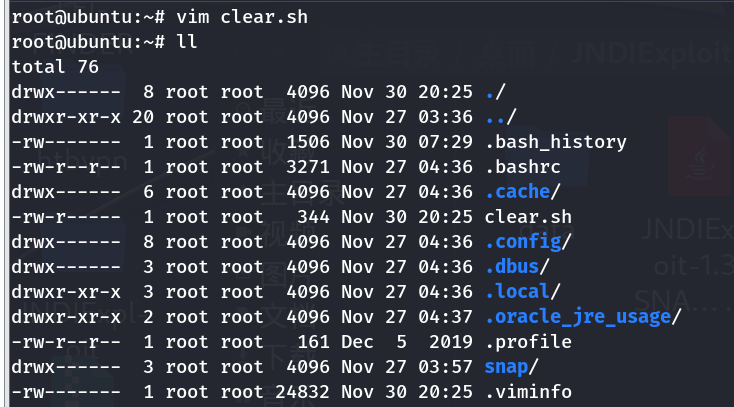 root@ubuntu:~# vim clear.sh
root@ubuntu:~# ll
total 76
drwx------  8 root root  4096 Nov 30 20:25 ./
drwxr-xr-x 20 root root  4096 Nov 27 03:36 ../
-rw-------  1 root root  1506 Nov 30 07:29 .bash_history
-rw-r--r--  1 root root  3271 Nov 27 04:36 .bashrc
drwx------  6 root root  4096 Nov 27 04:36 .cache/
-rw-r-----  1 root root   344 Nov 30 20:25 clear.sh
drwx------  8 root root  4096 Nov 27 04:36 .config/
drwx------  3 root root  4096 Nov 27 04:36 .dbus/
drwxr-xr-x  3 root root  4096 Nov 27 04:36 .local/
drwxr-xr-x  2 root root  4096 Nov 27 04:37 .oracle_jre_usage/
-rw-r--r--  1 root root   161 Dec  5  2019 .profile
drwx------  3 root root  4096 Nov 27 03:57 snap/
-rw-------  1 root root 24832 Nov 30 20:25 .viminfo